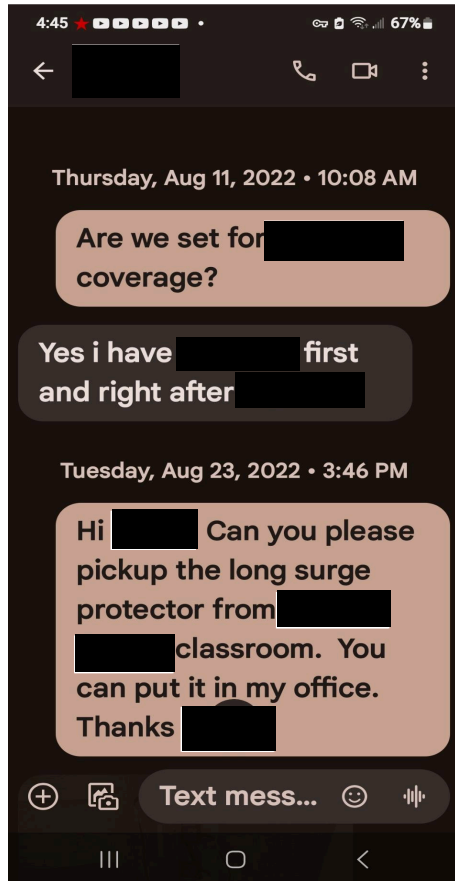 4:45 67%
Thursday, Aug 11, 2022 • 10:08 AM
Are we set for
coverage?
Yes i have first
and right after
Tuesday, Aug 23, 2022 • 3:46 PM
Hi Can you please
pickup the long surge
protector from
classroom. You
can put it in my office.
Thanks
Text mess...